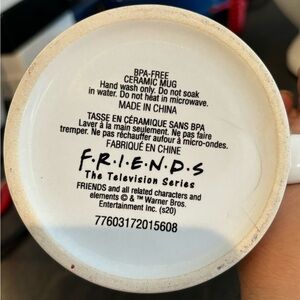 BPA-FREE
CERAMIC MUG
Hand wash only. Do not soak
in water. Do not heat in microwave.
MADE IN CHINA
TASSE EN CÉRAMIQUE SANS BPA
Laver à la main seulement. Ne pas faire
tremper. Ne pas réchauffer au micro-ondes.
FABRIQUÉ EN CHINE
F·R·I·E·N·D·S
The Television Series
FRIENDS and all related characters and
elements © & ™ Warner Bros.
Entertainment Inc. (s20)
77603172015608